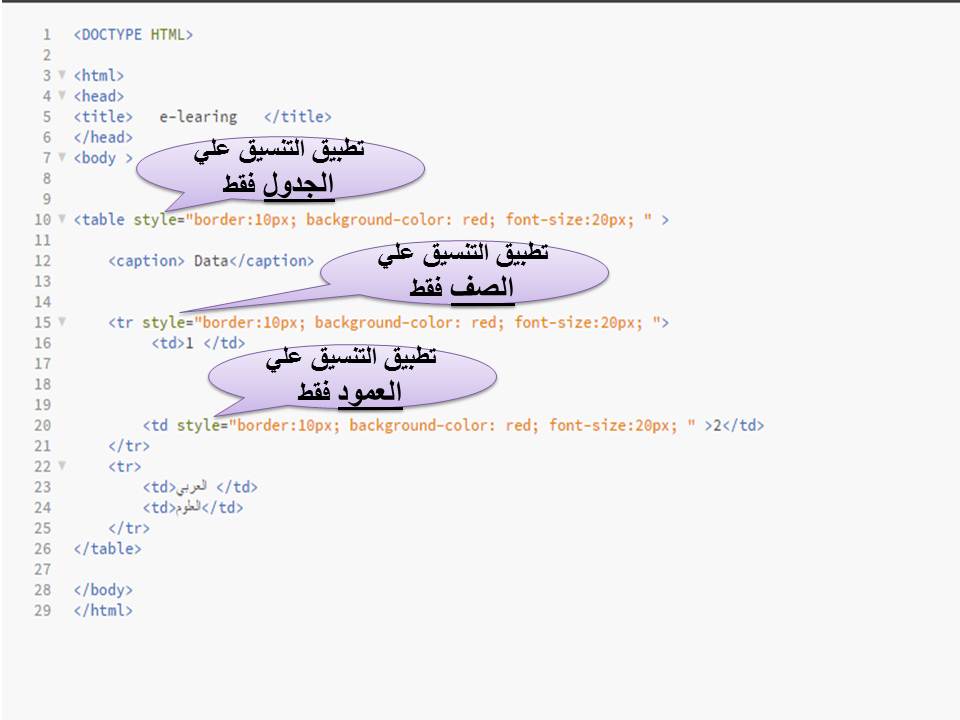 1 <DOCTYPE HTML>
2
3 <html>
4 <head>
5 <title>   e-learing   </title>
6 </head>
7 <body >
تطبيق التنسيق علي
الجدول فقط
8
9
10 <table style="border:10px; background-color: red; font-size:20px; " >
11
تطبيق التنسيق علي
12 <caption> Data</caption>
الصف فقط
13
14
15 <tr style="border:10px; background-color: red; font-size:20px; ">
16 <td>1 </td>
تطبيق التنسيق علي
العمود فقط
17
18
19
20 <td style="border:10px; background-color: red; font-size:20px; " >2</td>
21 </tr>
22 <tr>
23 <td>العربي </td>
24 <td>العلوم</td>
25 </tr>
26 </table>
27
28 </body>
29 </html>